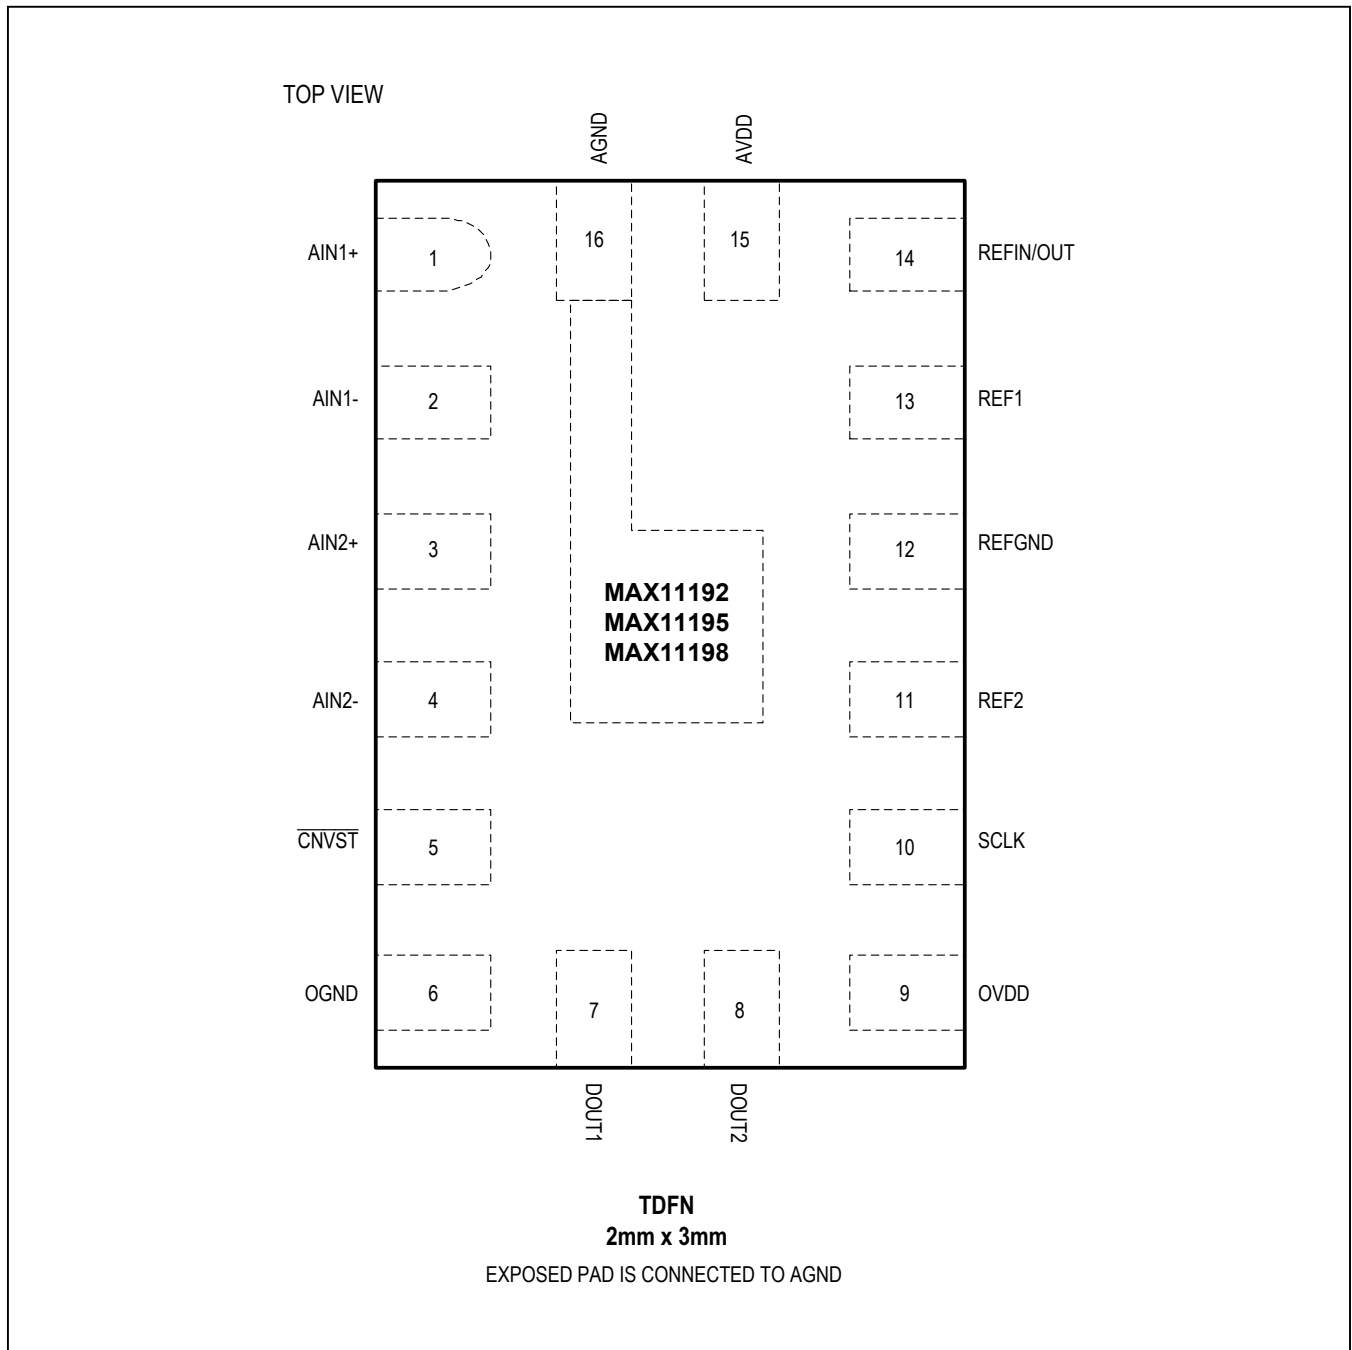 TOP VIEW
AGND
AVDD
AIN1+
1
16
15
14
REFIN/OUT
AIN1-
2
13
REF1
AIN2+
3
12
REFGND
MAX11192
MAX11195
MAX11198
AIN2-
4
11
REF2
C̅N̅V̅S̅T̅
5
10
SCLK
OGND
6
7
8
9
OVDD
DOUT1
DOUT2
TDFN
2mm x 3mm
EXPOSED PAD IS CONNECTED TO AGND